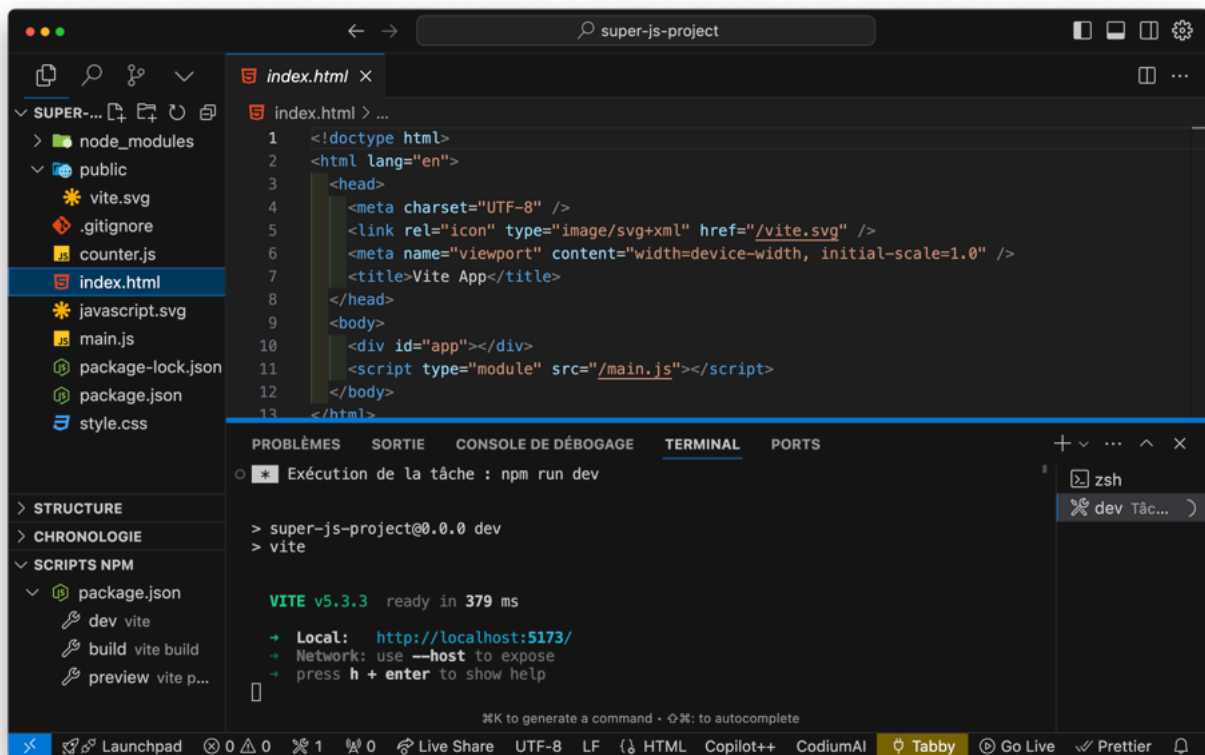 super-js-project
index.html
SUPER-...
node_modules
public
vite.svg
.gitignore
counter.js
index.html
javascript.svg
main.js
package-lock.json
package.json
style.css
STRUCTURE
CHRONOLOGIE
SCRIPTS NPM
package.json
dev vite
build vite build
preview vite p...
index.html > ...
1 <!doctype html>
2 <html lang="en">
3 <head>
4 <meta charset="UTF-8" />
5 <link rel="icon" type="image/svg+xml" href="/vite.svg" />
6 <meta name="viewport" content="width=device-width, initial-scale=1.0" />
7 <title>Vite App</title>
8 </head>
9 <body>
10 <div id="app"></div>
11 <script type="module" src="/main.js"></script>
12 </body>
13 </html>
PROBLÈMES SORTIE CONSOLE DE DÉBOGAGE TERMINAL PORTS
* Exécution de la tâche : npm run dev
> super-js-project@0.0.0 dev
> vite
VITE v5.3.3 ready in 379 ms
➜ Local: http://localhost:5173/
➜ Network: use --host to expose
➜ press h + enter to show help
⌘K to generate a command • ⇧⌘: to autocomplete
zsh
dev Tâc...
Launchpad 0 0 1 0 Live Share UTF-8 LF HTML Copilot++ CodiumAI Tabby Go Live Prettier